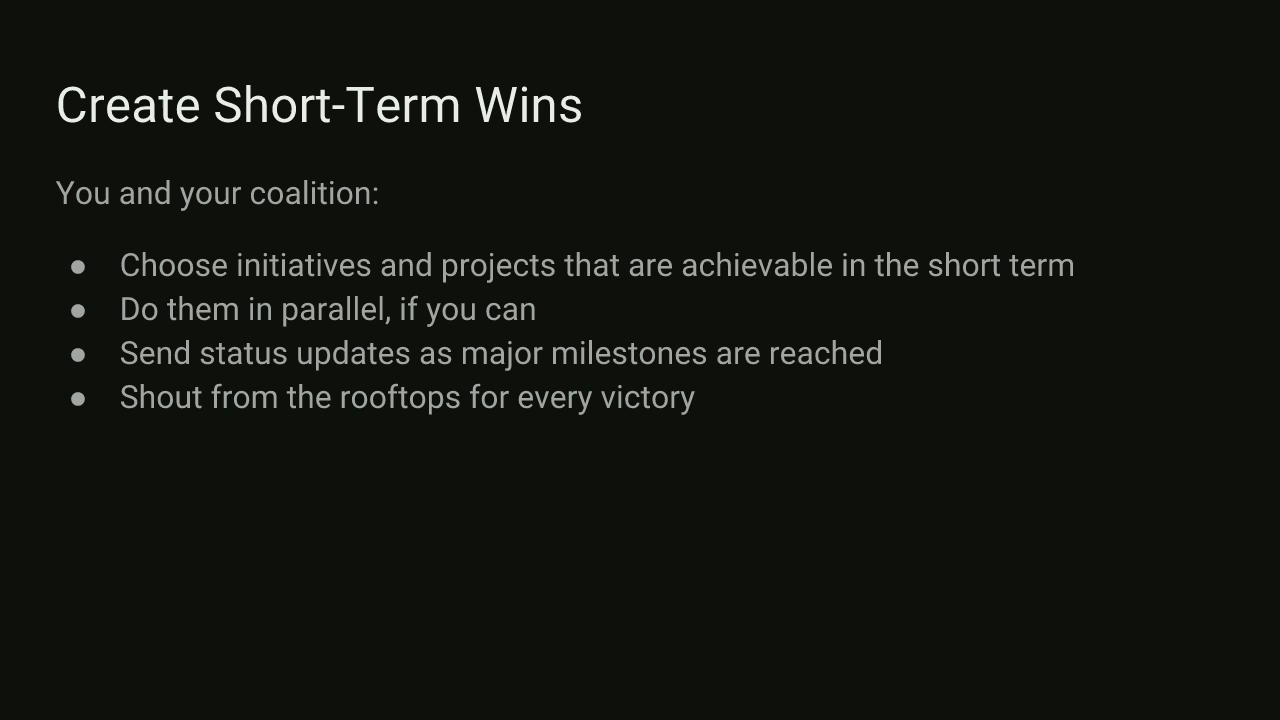 Create Short-Term Wins
You and your coalition:
● Choose initiatives and projects that are achievable in the short term
● Do them in parallel, if you can
● Send status updates as major milestones are reached
● Shout from the rooftops for every victory